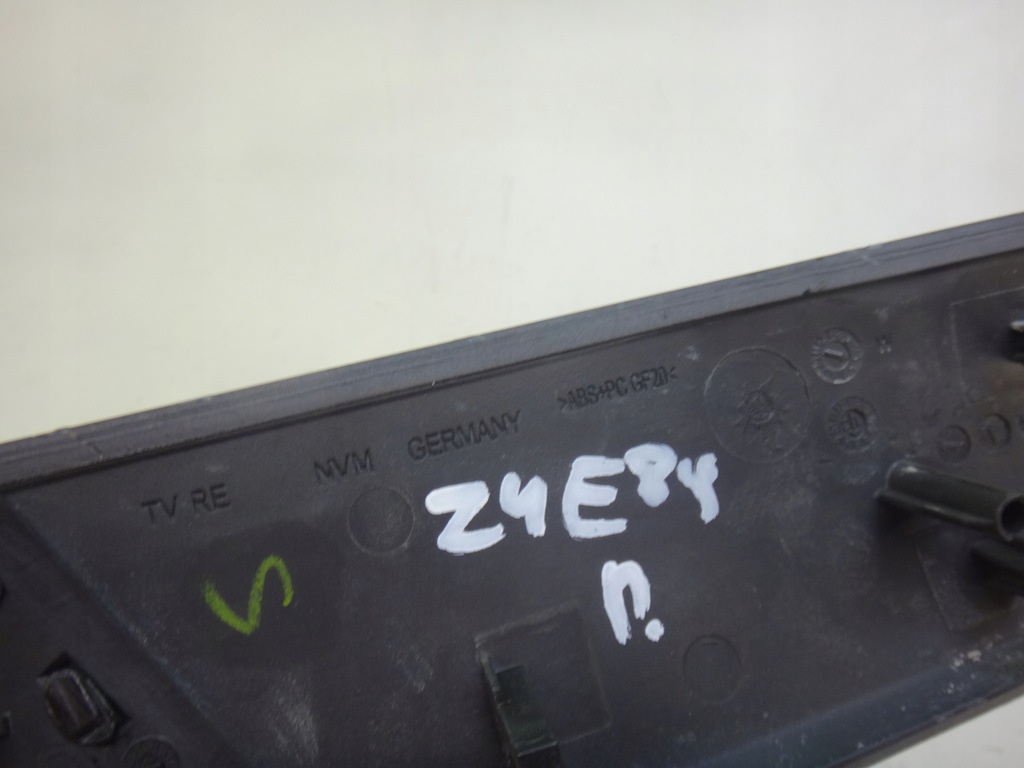 TV RE NVM GERMANY >ABS+PC GF20<
Z4E84
п.